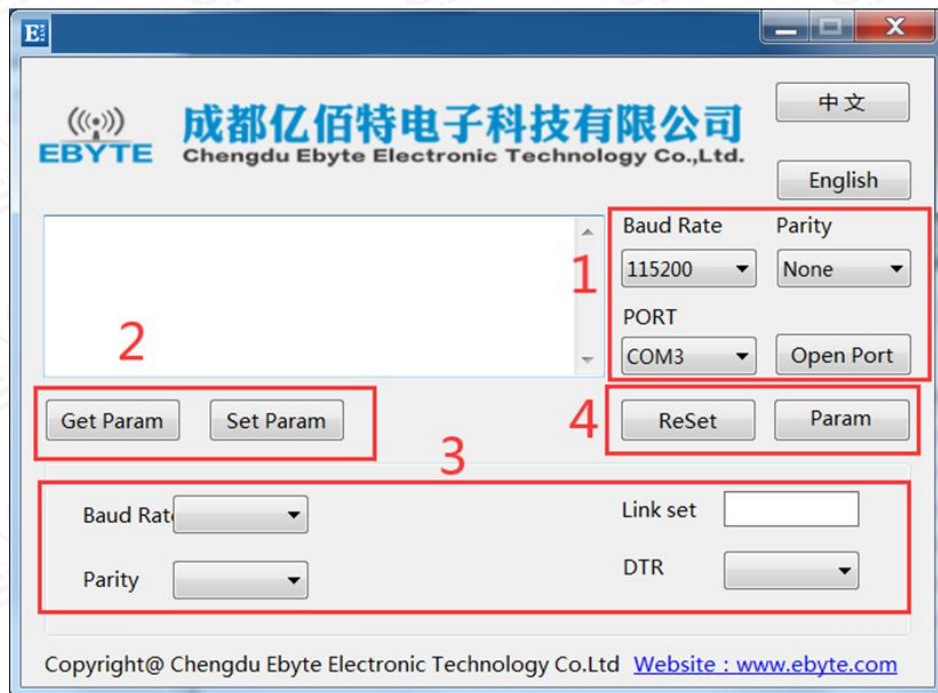 E
中文
EBYTE
成都亿佰特电子科技有限公司
Chengdu Ebyte Electronic Technology Co.,Ltd.
English
Baud Rate Parity
1
115200 None
PORT
2
COM3 Open Port
Get Param Set Param
4
ReSet Param
3
Baud Rat
Link set
Parity
DTR
Copyright@ Chengdu Ebyte Electronic Technology Co.Ltd Website : www.ebyte.com